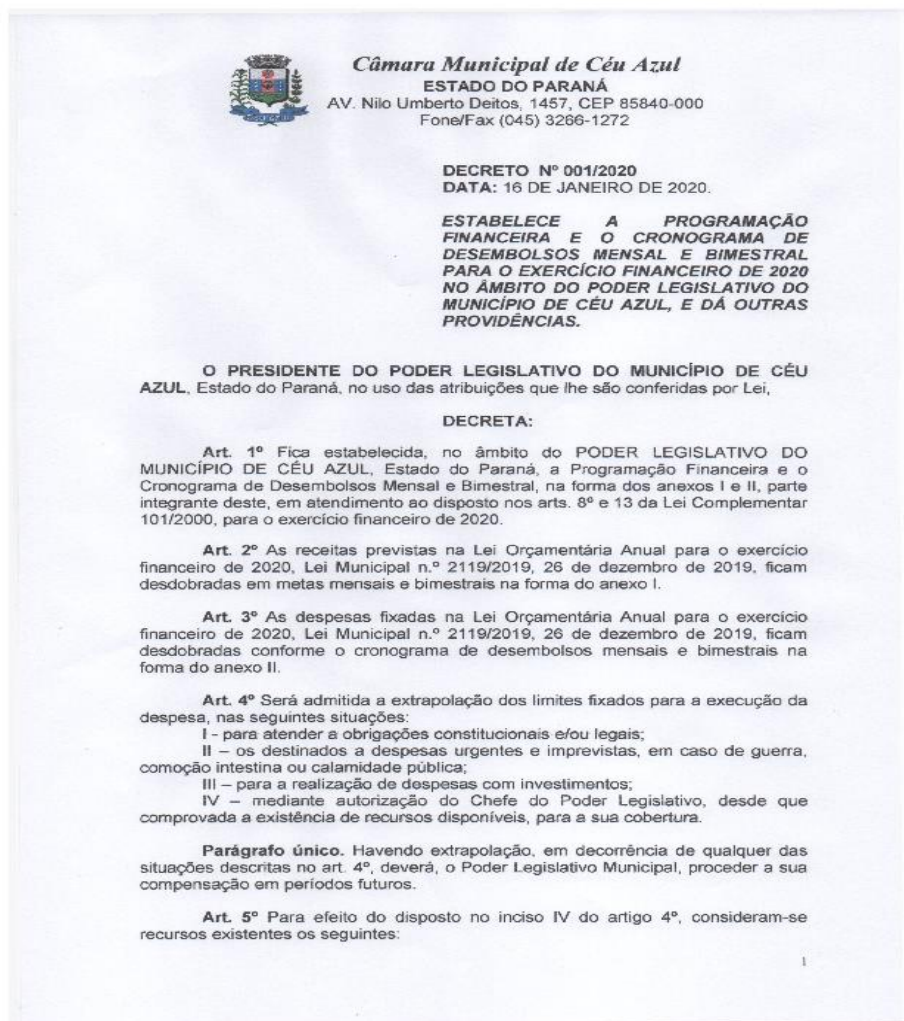 Câmara Municipal de Céu Azul
ESTADO DO PARANÁ
AV. Nilo Umberto Deitos, 1457, CEP 85840-000
Fone/Fax (045) 3266-1272
DECRETO Nº 001/2020
DATA: 16 DE JANEIRO DE 2020.
ESTABELECE A PROGRAMAÇÃO
FINANCEIRA E O CRONOGRAMA DE
DESEMBOLSOS MENSAL E BIMESTRAL
PARA O EXERCÍCIO FINANCEIRO DE 2020
NO ÂMBITO DO PODER LEGISLATIVO DO
MUNICÍPIO DE CÉU AZUL, E DÁ OUTRAS
PROVIDÊNCIAS.
O PRESIDENTE DO PODER LEGISLATIVO DO MUNICÍPIO DE CÉU
AZUL, Estado do Paraná, no uso das atribuições que lhe são conferidas por Lei,
DECRETA:
Art. 1º Fica estabelecida, no âmbito do PODER LEGISLATIVO DO
MUNICÍPIO DE CÉU AZUL, Estado do Paraná, a Programação Financeira e o
Cronograma de Desembolsos Mensal e Bimestral, na forma dos anexos I e II, parte
integrante deste, em atendimento ao disposto nos arts. 8º e 13 da Lei Complementar
101/2000, para o exercício financeiro de 2020.
Art. 2º As receitas previstas na Lei Orçamentária Anual para o exercício
financeiro de 2020, Lei Municipal n.º 2119/2019, 26 de dezembro de 2019, ficam
desdobradas em metas mensais e bimestrais na forma do anexo I.
Art. 3º As despesas fixadas na Lei Orçamentária Anual para o exercício
financeiro de 2020, Lei Municipal n.º 2119/2019, 26 de dezembro de 2019, ficam
desdobradas conforme o cronograma de desembolsos mensais e bimestrais na
forma do anexo II.
Art. 4º Será admitida a extrapolação dos limites fixados para a execução da
despesa, nas seguintes situações:
I - para atender a obrigações constitucionais e/ou legais;
II – os destinados a despesas urgentes e imprevistas, em caso de guerra,
comoção intestina ou calamidade pública;
III – para a realização de despesas com investimentos;
IV – mediante autorização do Chefe do Poder Legislativo, desde que
comprovada a existência de recursos disponíveis, para a sua cobertura.
Parágrafo único. Havendo extrapolação, em decorrência de qualquer das
situações descritas no art. 4º, deverá, o Poder Legislativo Municipal, proceder a sua
compensação em períodos futuros.
Art. 5º Para efeito do disposto no inciso IV do artigo 4º, consideram-se
recursos existentes os seguintes:
1